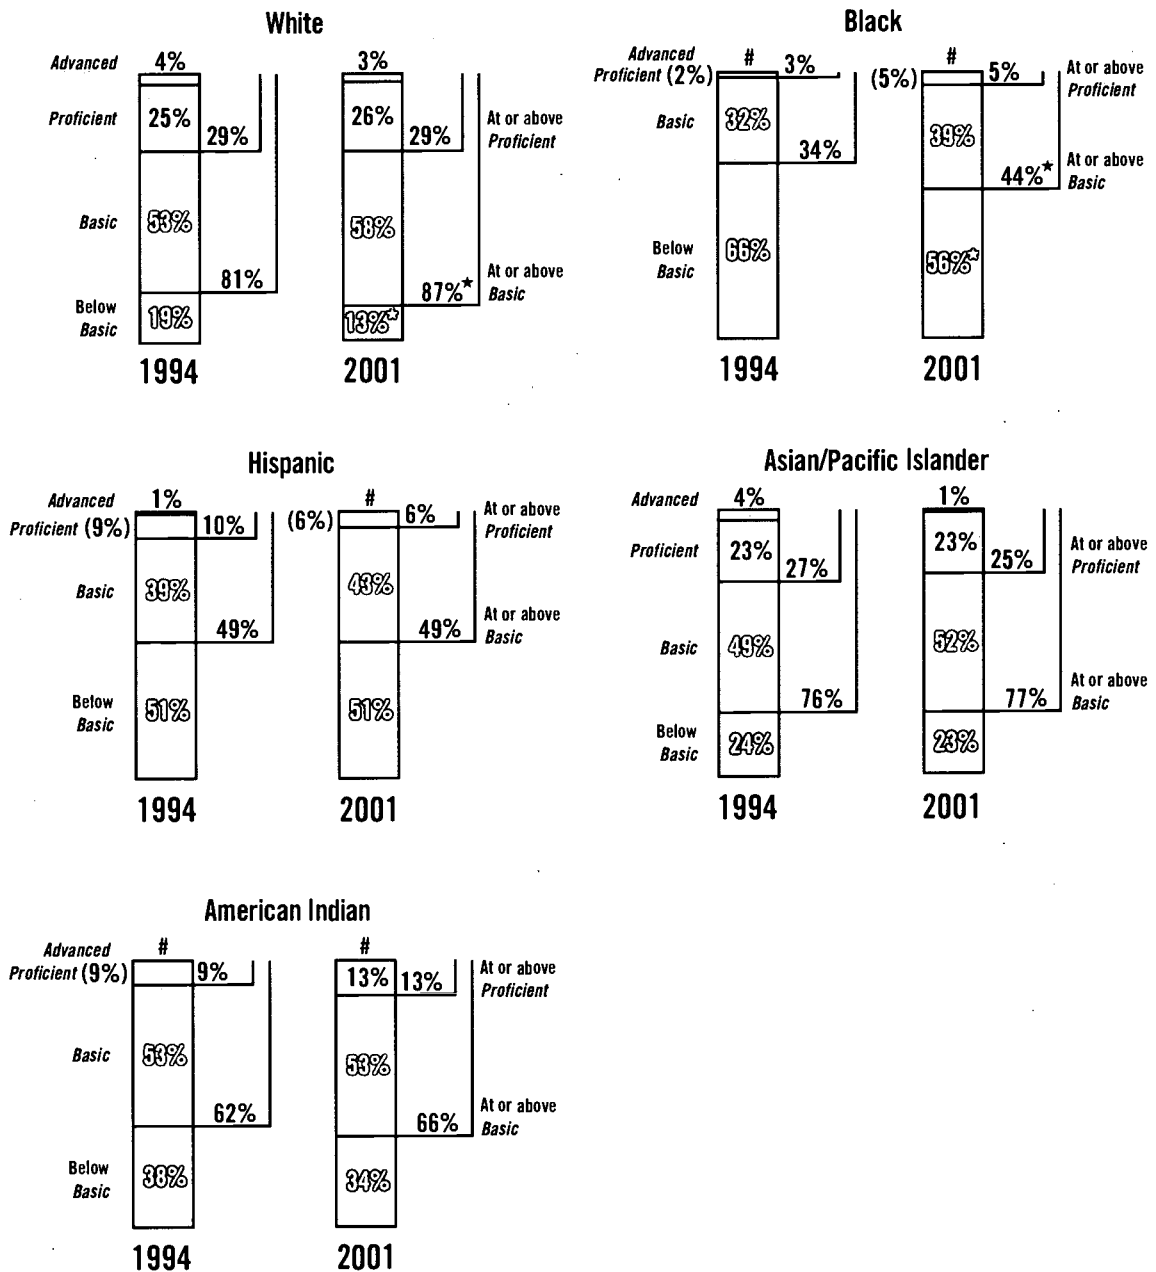 White
Advanced 4% 3%
Proficient 25% 26%
29% 29% At or above
Proficient
Basic 53% 58%
81% 87%★ At or above
Basic
Below
Basic 19% 13%*
1994 2001
Black
Advanced # #
Proficient (2%) 3% (5%) 5% At or above
Proficient
Basic 32% 39%
34% 44%★ At or above
Basic
Below
Basic 66% 56%*
1994 2001
Hispanic
Advanced 1% #
Proficient (9%) 10% (6%) 6% At or above
Proficient
Basic 39% 43%
49% 49% At or above
Basic
Below
Basic 51% 51%
1994 2001
Asian/Pacific Islander
Advanced 4% 1%
Proficient 23% 23%
27% 25% At or above
Proficient
Basic 49% 52%
76% 77% At or above
Basic
Below
Basic 24% 23%
1994 2001
American Indian
Advanced # #
Proficient (9%) 9% 13% 13% At or above
Proficient
Basic 53% 53%
62% 66% At or above
Basic
Below
Basic 38% 34%
1994 2001